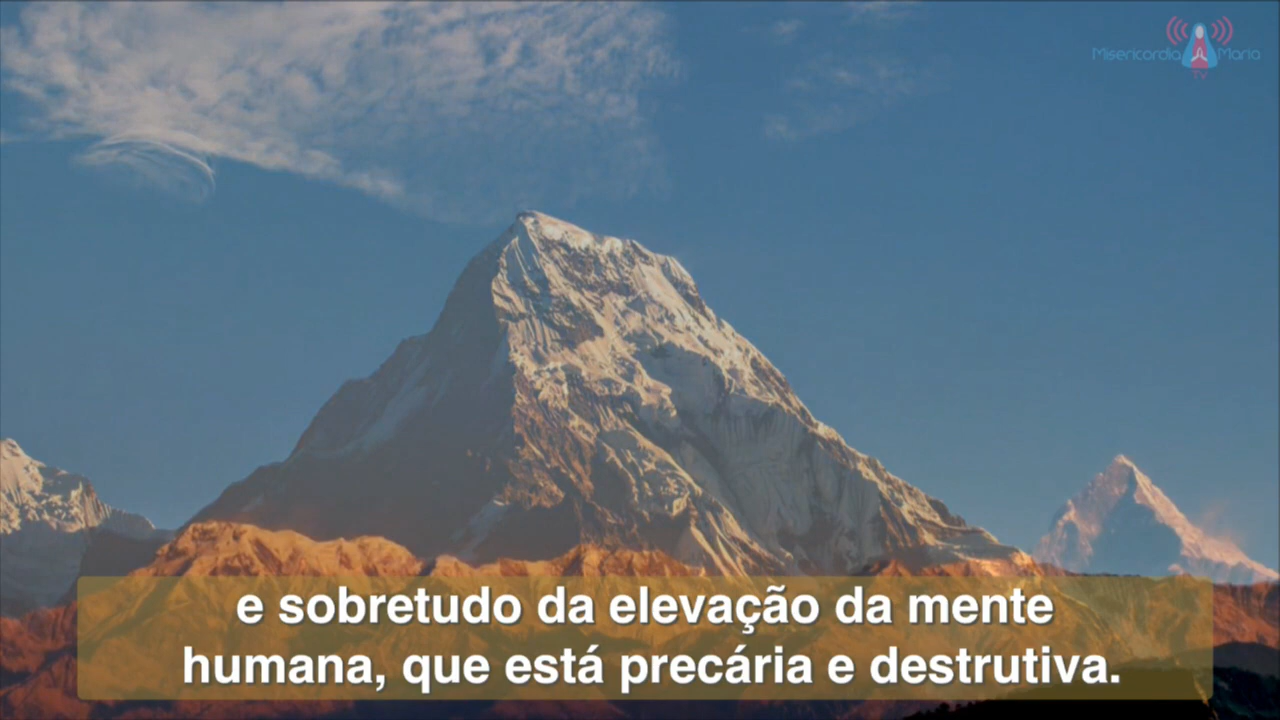 Misericordia Maria
TV
e sobretudo da elevação da mente
humana, que está precária e destrutiva.